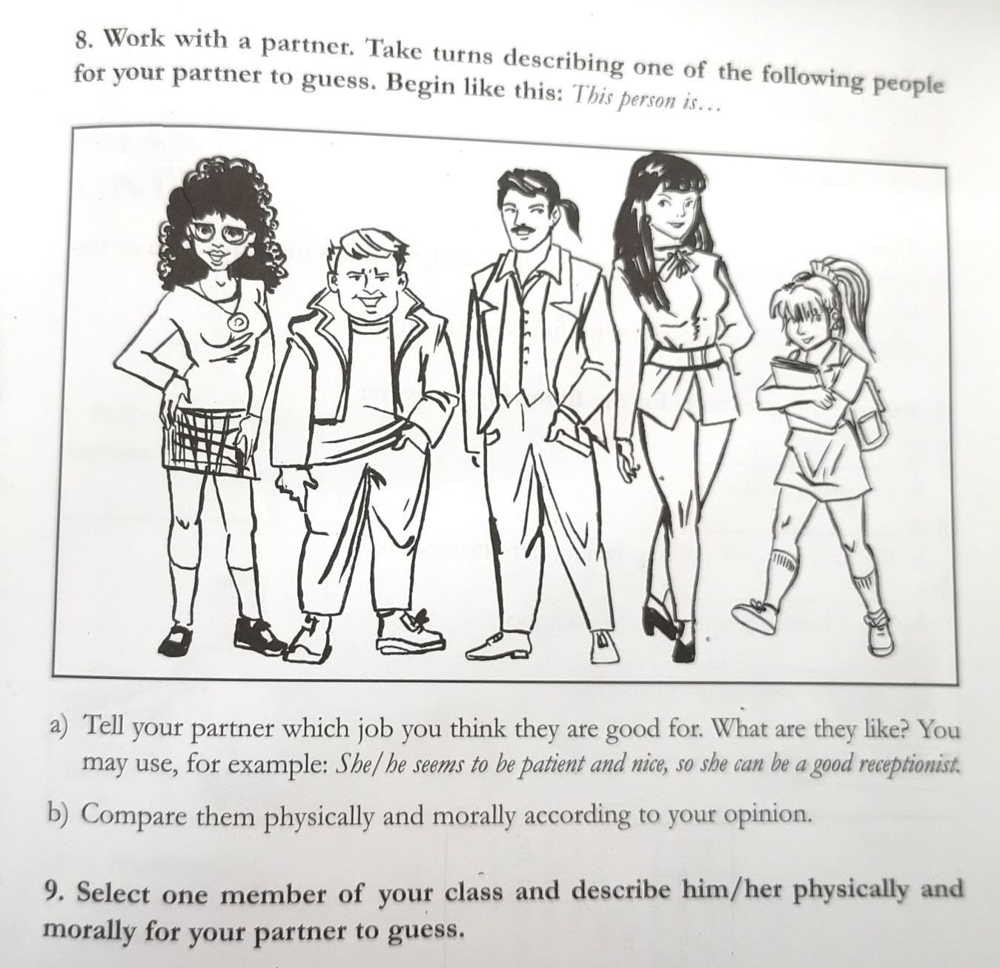 8. Work with a partner. Take turns describing one of the following people
for your partner to guess. Begin like this: This person is...
a) Tell your partner which job you think they are good for. What are they like? You
may use, for example: She/he seems to be patient and nice, so she can be a good receptionist.
b) Compare them physically and morally according to your opinion.
9. Select one member of your class and describe him/her physically and
morally for your partner to guess.